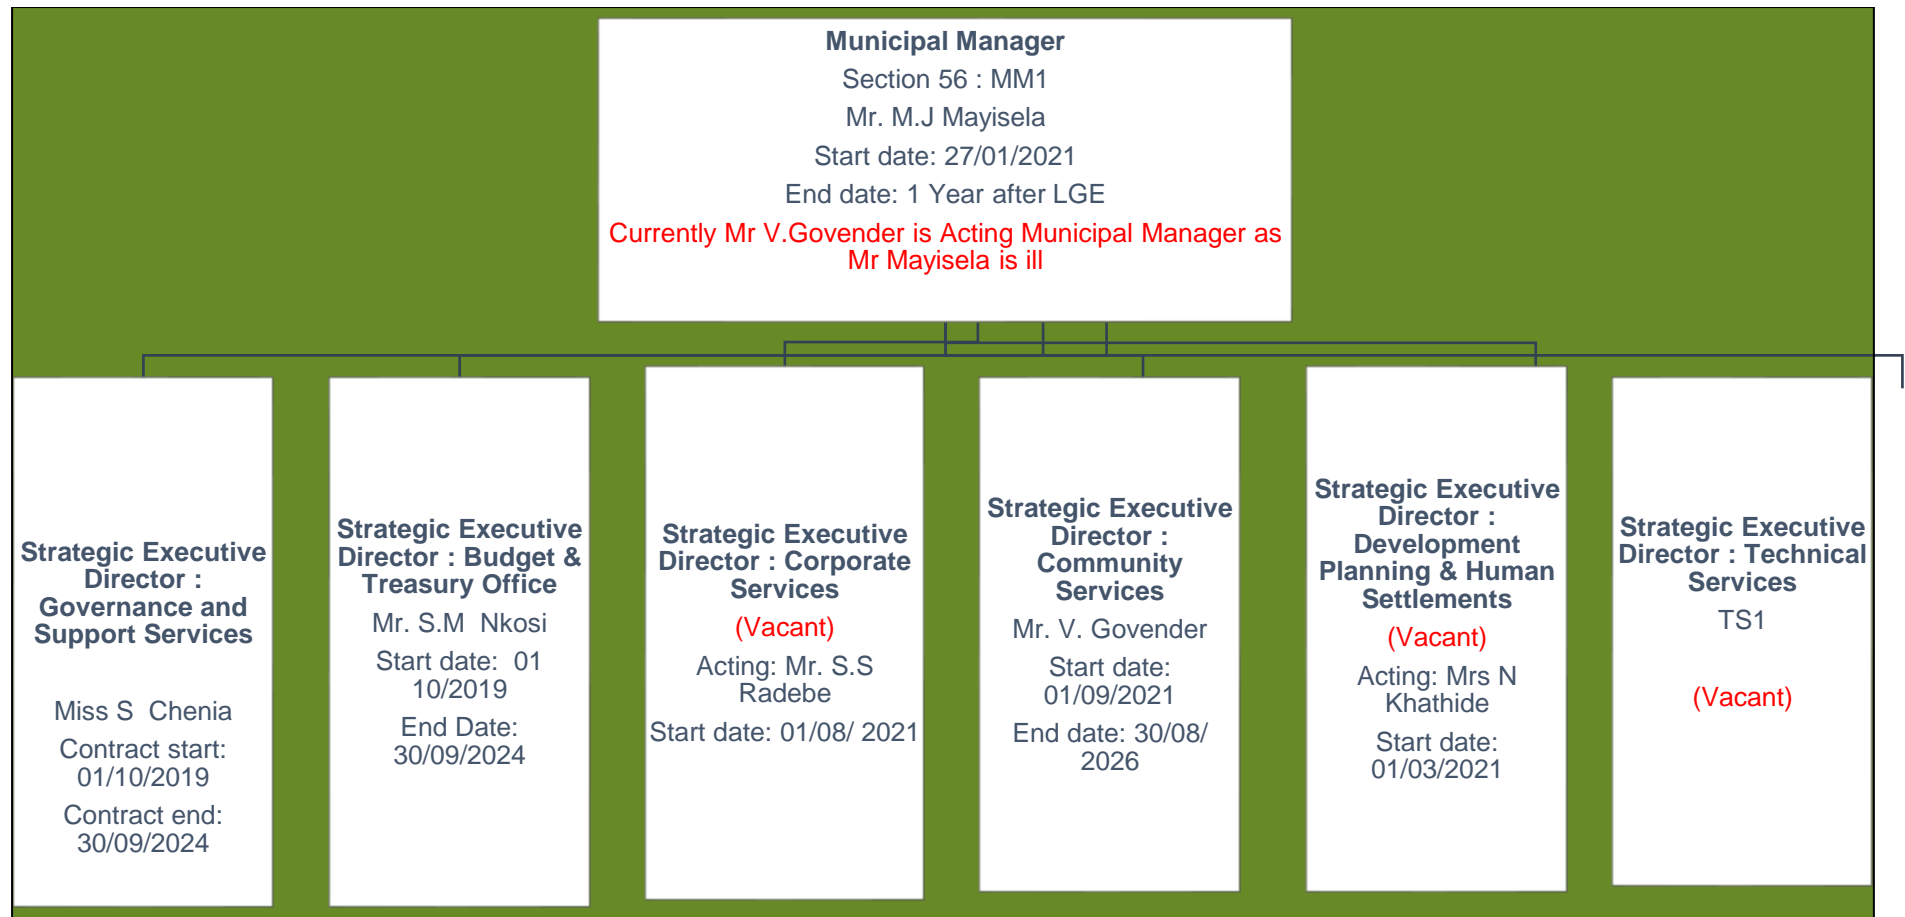 Municipal Manager
Section 56 : MM1
Mr. M.J Mayisela
Start date: 27/01/2021
End date: 1 Year after LGE
Currently Mr V.Govender is Acting Municipal Manager as
Mr Mayisela is ill
Strategic Executive
Director :
Governance and
Support Services
Miss S  Chenia
Contract start:
01/10/2019
Contract end:
30/09/2024
Strategic Executive
Director : Budget &
Treasury Office
Mr. S.M  Nkosi
Start date:  01
10/2019
End Date:
30/09/2024
Strategic Executive
Director : Corporate
Services
(Vacant)
Acting: Mr. S.S
Radebe
Start date: 01/08/ 2021
Strategic Executive
Director :
Community
Services
Mr. V. Govender
Start date:
01/09/2021
End date: 30/08/
2026
Strategic Executive
Director :
Development
Planning & Human
Settlements
(Vacant)
Acting: Mrs N
Khathide
Start date:
01/03/2021
Strategic Executive
Director : Technical
Services
TS1
(Vacant)